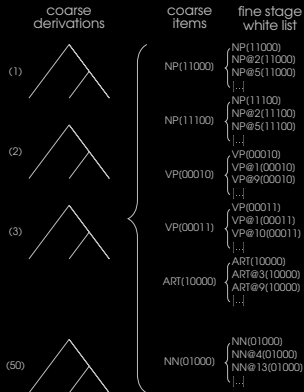 coarse derivations
coarse items
fine stage white list
(1)
(2)
(3)
(50)
NP(11000)
NP(11000)
NP@2(11000)
NP@5(11000)
[...]
NP(11100)
NP(11100)
NP@2(11100)
NP@5(11100)
[...]
VP(00010)
VP(00010)
VP@1(00010)
VP@9(00010)
[...]
VP(00011)
VP(00011)
VP@1(00011)
VP@10(00011)
[...]
ART(10000)
ART(10000)
ART@3(10000)
ART@9(10000)
[...]
NN(01000)
NN(01000)
NN@4(01000)
NN@13(01000)
[...]